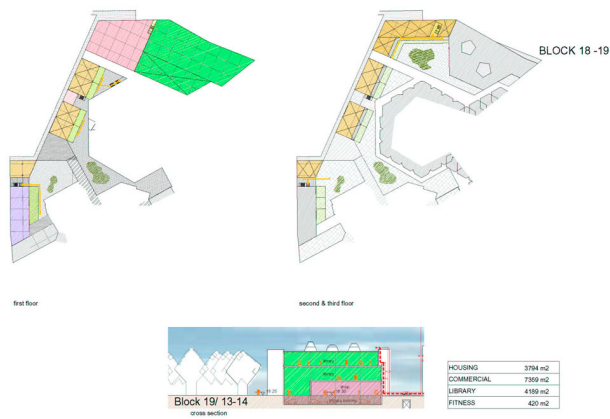 BLOCK 18 -19
first floor
second & third floor
Block 19/ 13-14
cross section
HOUSING 3794 m2
COMMERCIAL 7359 m2
LIBRARY 4189 m2
FITNESS 420 m2